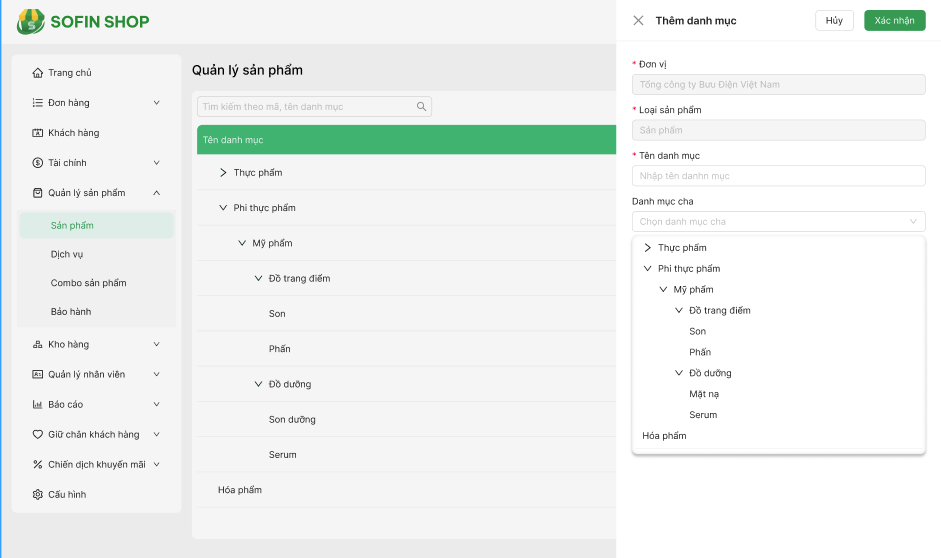 SOFIN SHOP
Trang chủ
Đơn hàng
Khách hàng
Tài chính
Quản lý sản phẩm
Sản phẩm
Dịch vụ
Combo sản phẩm
Bảo hành
Kho hàng
Quản lý nhân viên
Báo cáo
Giữ chân khách hàng
Chiến dịch khuyến mãi
Cấu hình
Quản lý sản phẩm
Tìm kiếm theo mã, tên danh mục
Tên danh mục
Thực phẩm
Phi thực phẩm
Mỹ phẩm
Đồ trang điểm
Son
Phấn
Đồ dưỡng
Son dưỡng
Serum
Hóa phẩm
Thêm danh mục
Hủy
Xác nhận
* Đơn vị
Tổng công ty Bưu Điện Việt Nam
* Loại sản phẩm
Sản phẩm
* Tên danh mục
Nhập tên danhn mục
Danh mục cha
Chọn danh mục cha
Thực phẩm
Phi thực phẩm
Mỹ phẩm
Đồ trang điểm
Son
Phấn
Đồ dưỡng
Mặt nạ
Serum
Hóa phẩm